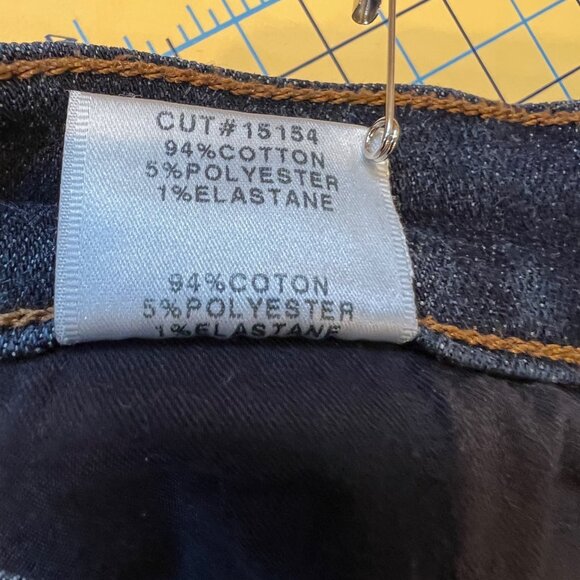 CUT#15154
94%COTTON
5%POLYESTER
1%ELASTANE
94%COTON
5%POLYESTER
1%ELASTANE